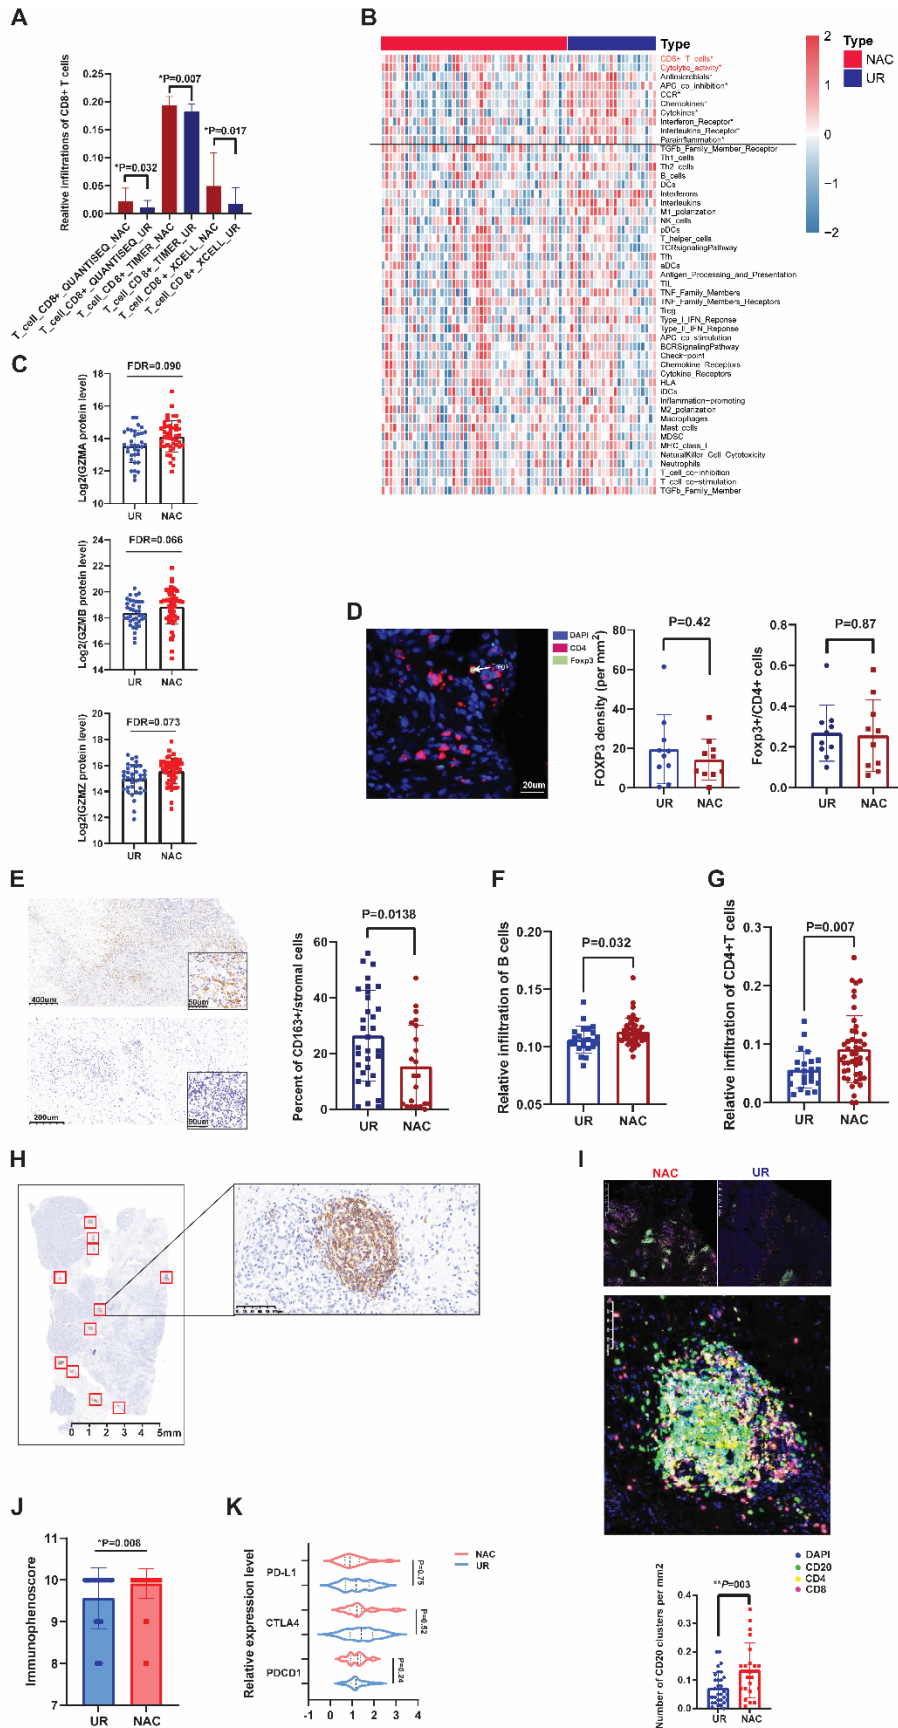 A
Realtive infiltrations of CD8+ T cells
0.25
0.20
0.15
0.10
0.05
0.00
*P=0.032
*P=0.007
*P=0.017
T_cell_CD8+_QUANTISEQ_NAC
T_cell_CD8+_QUANTISEQ_UR
T_cell_CD8+_TIMER_NAC
T_cell_CD 8+_TIMER_UR
T_cell_CD8+_XCELL_NAC
T_cell_CD 8+_XCELL_UR
B
Type
CD8+_T_cells*
Cytolytic_activity*
Antimicrobials*
APC_co_inhibition*
CCR*
Chemokines*
Cytokines*
Interferon_Receptor*
Interleukins_Receptor*
Parainflammation*
TGFb_Family_Member_Receptor
Th1_cells
Th2_cells
B_cells
DCs
Interferons
Interleukins
M1_polarization
NK_cells
pDCs
T_helper_cells
TCRsignalingPathway
Tfh
aDCs
Antigen_Processing_and_Presentation
TIL
TNF_Family_Members
TNF_Family_Members_Receptors
Treg
Type_I_IFN_Reponse
Type_II_IFN_Reponse
APC_co_stimulation
BCRSignalingPathway
Check-point
Chemokine_Receptors
Cytokine_Receptors
HLA
iDCs
Inflammation-promoting
M2_polarization
Macrophages
Mast_cells
MDSC
MHC_class_I
NaturalKiller_Cell_Cytotoxicity
Neutrophils
T_cell_co-inhibition
T_cell_co-stimulation
TGFb_Family_Member
2
1
0
−1
−2
Type
NAC
UR
C
Log2(GZMA protein level)
FDR=0.090
18
16
14
12
10
UR NAC
Log2(GZMB protein level)
FDR=0.066
24
22
20
18
16
14
UR NAC
Log2(GZMZ protein level)
FDR=0.073
20
18
16
14
12
10
UR NAC
D
DAPI
CD4
Foxp3
Tregs
20um
FOXP3 density (per mm2)
P=0.42
80
60
40
20
0
UR NAC
Foxp3+/CD4+ cells
P=0.87
0.8
0.6
0.4
0.2
0.0
UR NAC
E
400um
50um
200um
50um
Percent of CD163+/stromal cells
P=0.0138
60
40
20
0
UR NAC
F
Relative infiltration of B cells
P=0.032
0.20
0.15
0.10
0.05
UR NAC
G
Relative infiltration of CD4+T cells
P=0.007
0.3
0.2
0.1
0.0
UR NAC
H
0 1 2 3 4 5mm
I
NAC UR
DAPI
CD20
CD4
CD8
Number of CD20 clusters per mm2
**P=003
0.4
0.3
0.2
0.1
0.0
UR NAC
J
Immunophenoscore
*P=0.008
11
10
9
8
7
UR NAC
K
Relative expression level
NAC
UR
PD-L1
CTLA4
PDCD1
P=0.75
P=0.52
P=0.24
-1 0 1 2 3 4